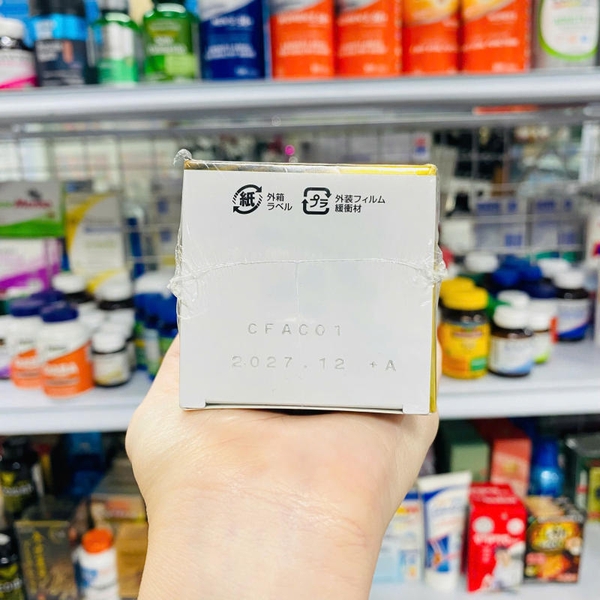 紙 外箱
ラベル
プラ 外装フィルム
緩衝材
CFAC01
2027.12 +A